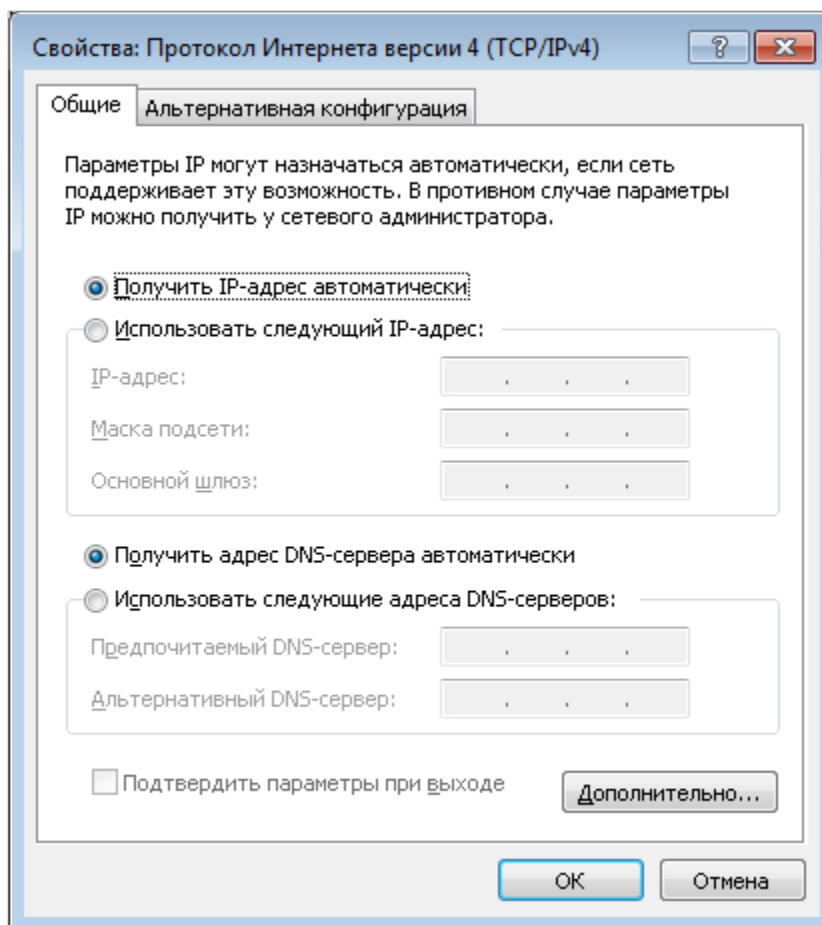 Свойства: Протокол Интернета версии 4 (TCP/IPv4)
Общие
Альтернативная конфигурация
Параметры IP могут назначаться автоматически, если сеть
поддерживает эту возможность. В противном случае параметры
IP можно получить у сетевого администратора.
Получить IP-адрес автоматически
Использовать следующий IP-адрес:
IP-адрес:
Маска подсети:
Основной шлюз:
Получить адрес DNS-сервера автоматически
Использовать следующие адреса DNS-серверов:
Предпочитаемый DNS-сервер:
Альтернативный DNS-сервер:
Подтвердить параметры при выходе
Дополнительно...
ОК
Отмена